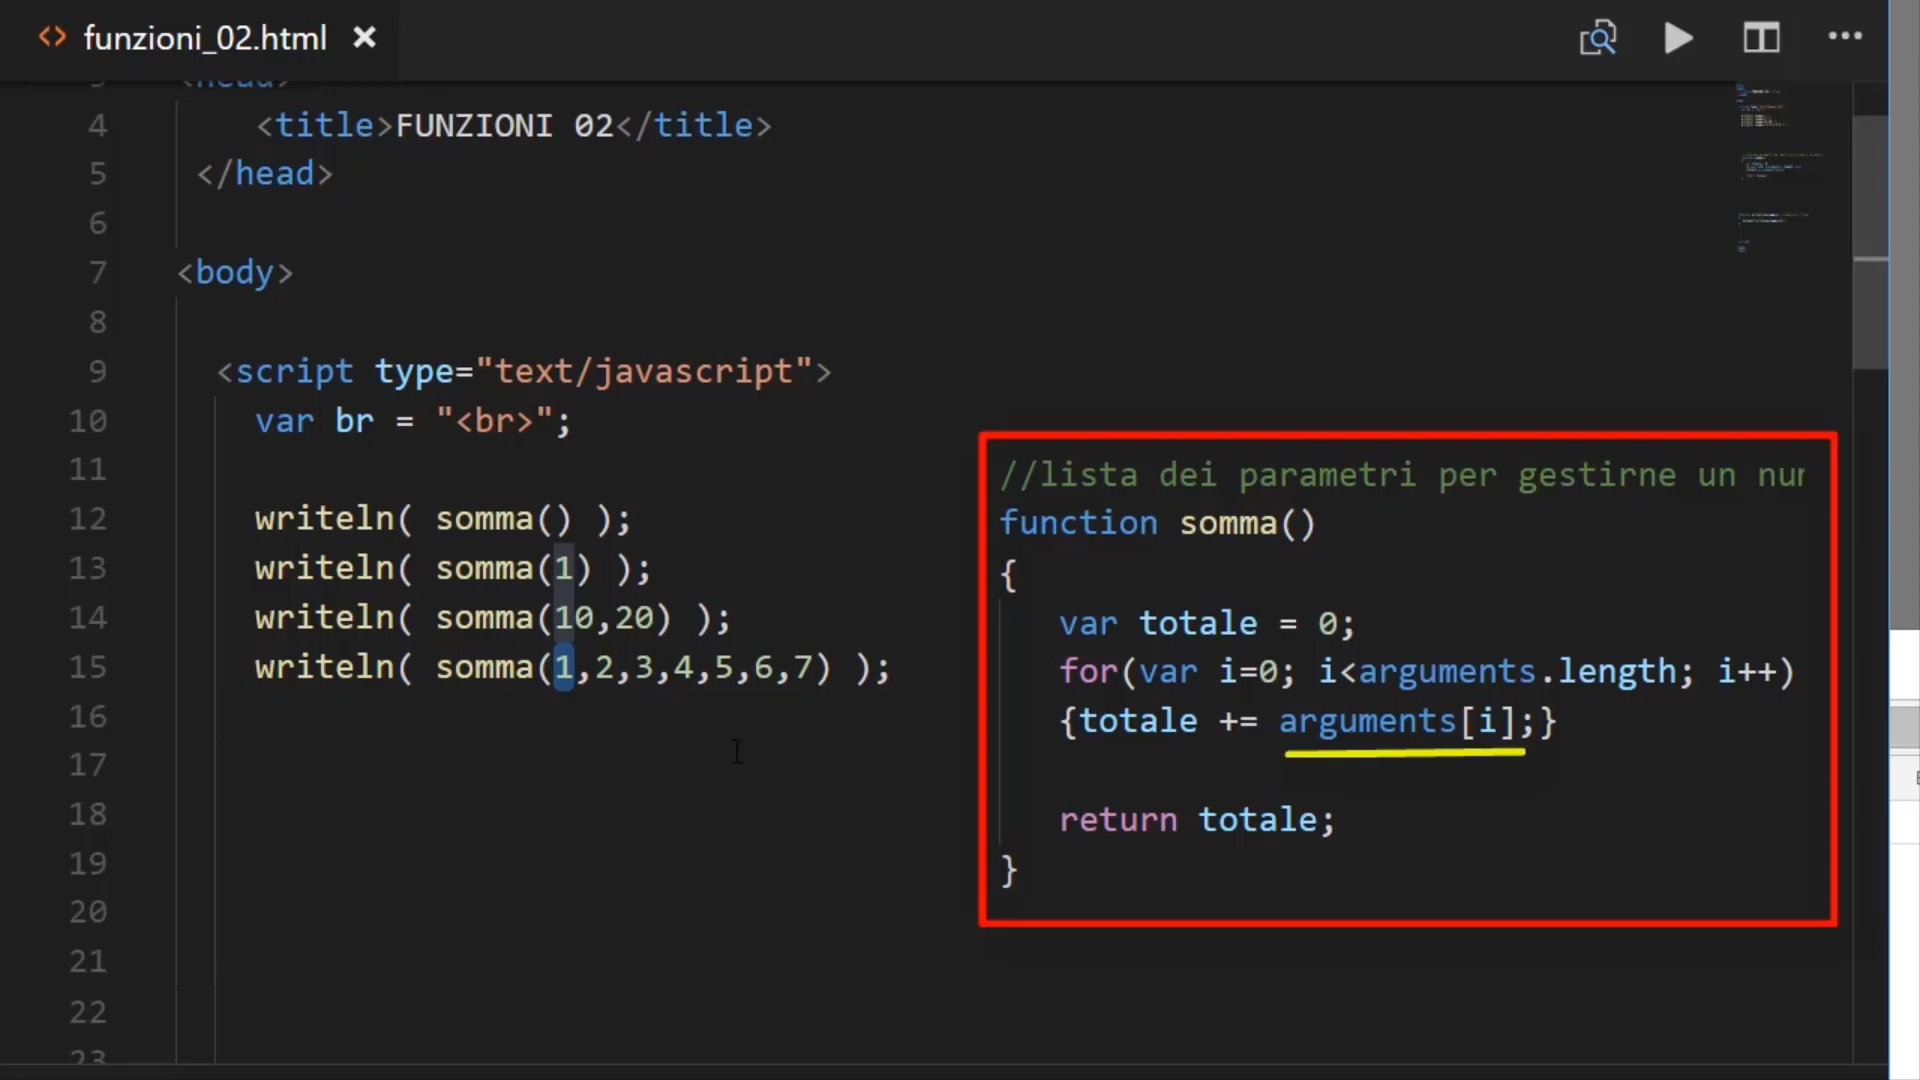 funzioni_02.html
4 <title>FUNZIONI 02</title>
5 </head>
6
7 <body>
8
9 <script type="text/javascript">
10 var br = "<br>";
11
12 writeln( somma() );
13 writeln( somma(1) );
14 writeln( somma(10,20) );
15 writeln( somma(1,2,3,4,5,6,7) );
16
17
18
19
20
21
22
23
//lista dei parametri per gestirne un
function somma()
{
var totale = 0;
for(var i=0; i<arguments.length; i++)
{totale += arguments[i];}
return totale;
}